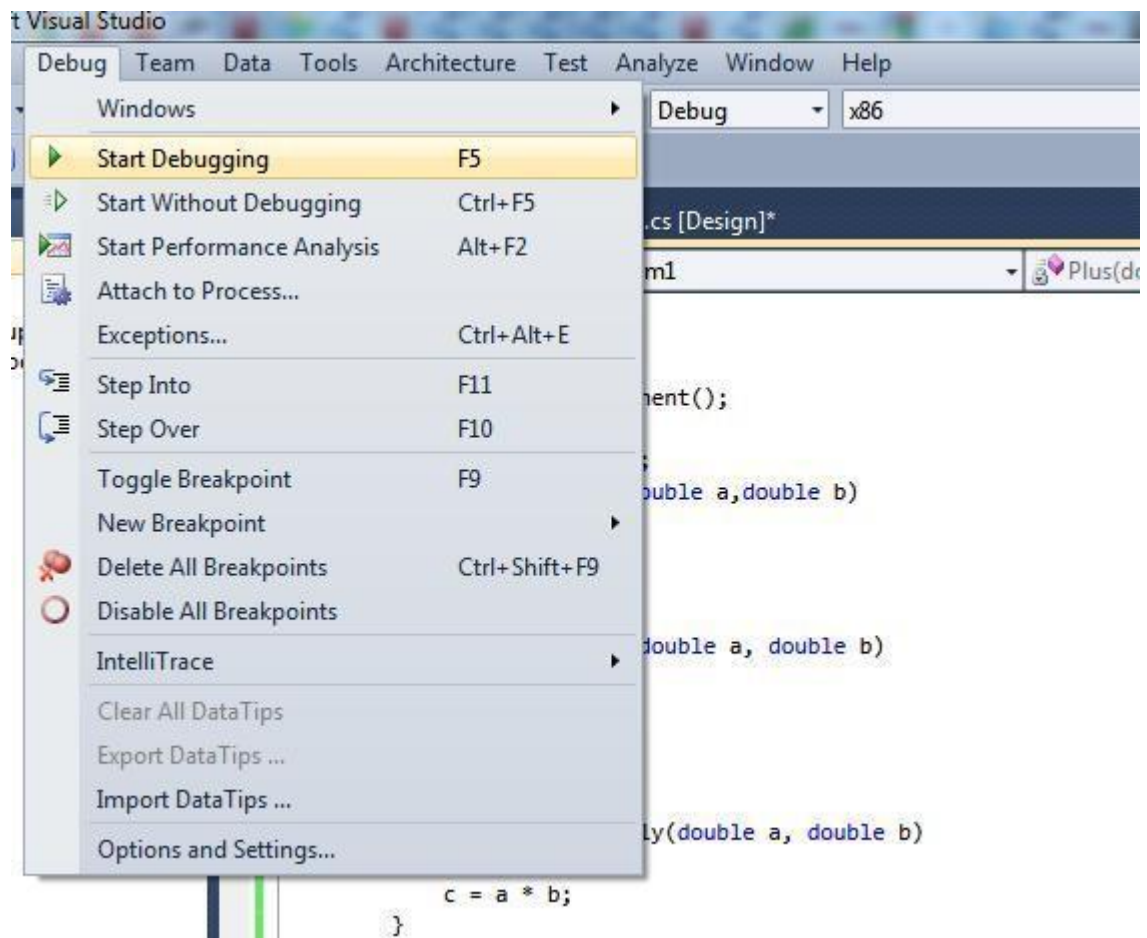 t Visual Studio
Debug Team Data Tools Architecture Test Analyze Window Help
Windows
Debug x86
Start Debugging F5
Start Without Debugging Ctrl+F5
.cs [Design]*
Start Performance Analysis Alt+F2
m1 Plus(do
Attach to Process...
Exceptions... Ctrl+Alt+E
Step Into F11
ent();
Step Over F10
;
Toggle Breakpoint F9
ouble a,double b)
New Breakpoint
Delete All Breakpoints Ctrl+Shift+F9
Disable All Breakpoints
IntelliTrace
double a, double b)
Clear All DataTips
Export DataTips ...
Import DataTips ...
ly(double a, double b)
Options and Settings...
c = a * b;
}